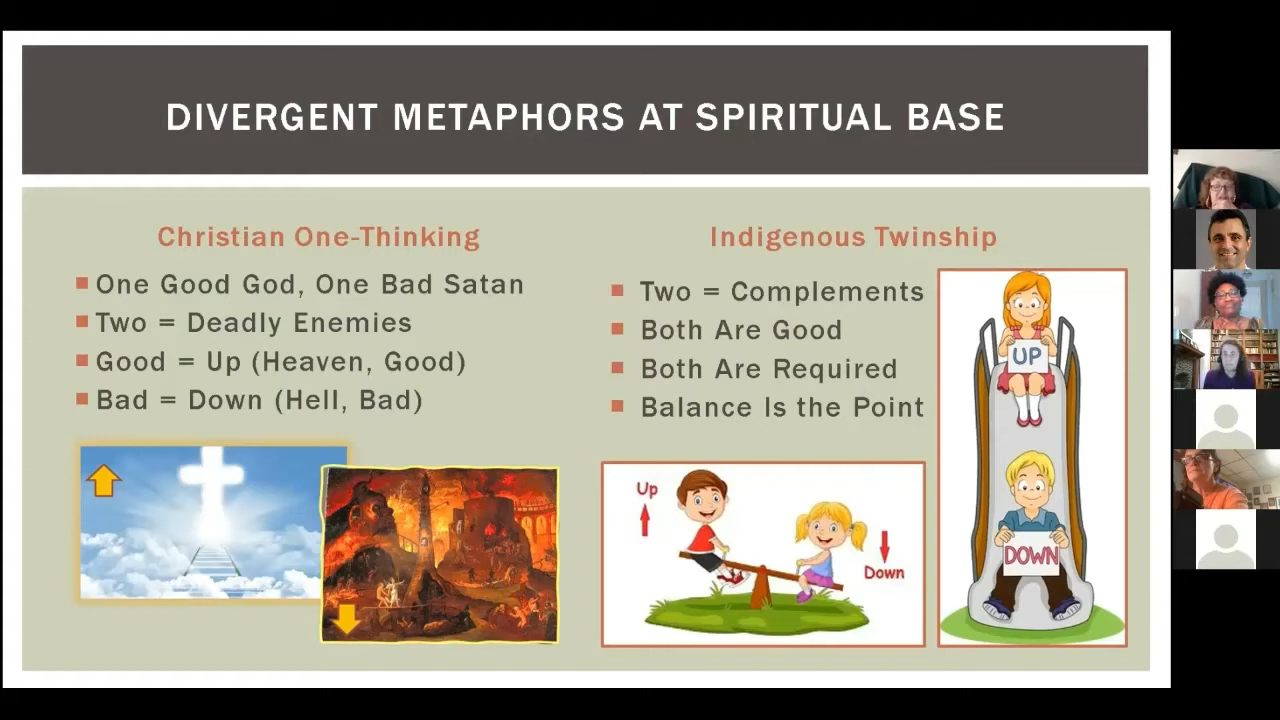 DIVERGENT METAPHORS AT SPIRITUAL BASE
Christian One-Thinking
One Good God, One Bad Satan
Two = Deadly Enemies
Good = Up (Heaven, Good)
Bad = Down (Hell, Bad)
Indigenous Twinship
Two = Complements
Both Are Good
Both Are Required
Balance Is the Point
Up
Down
UP
DOWN